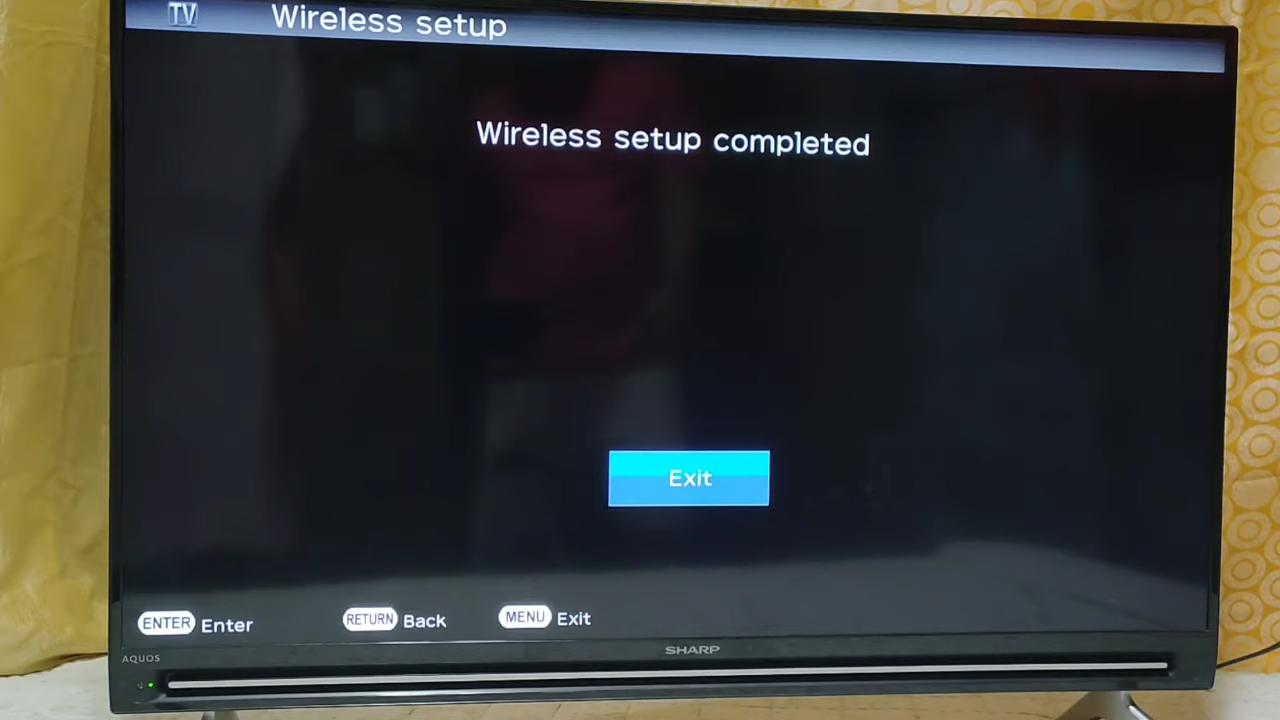 TV Wireless setup
Wireless setup completed
Exit
ENTER Enter RETURN Back MENU Exit
AQUOS SHARP